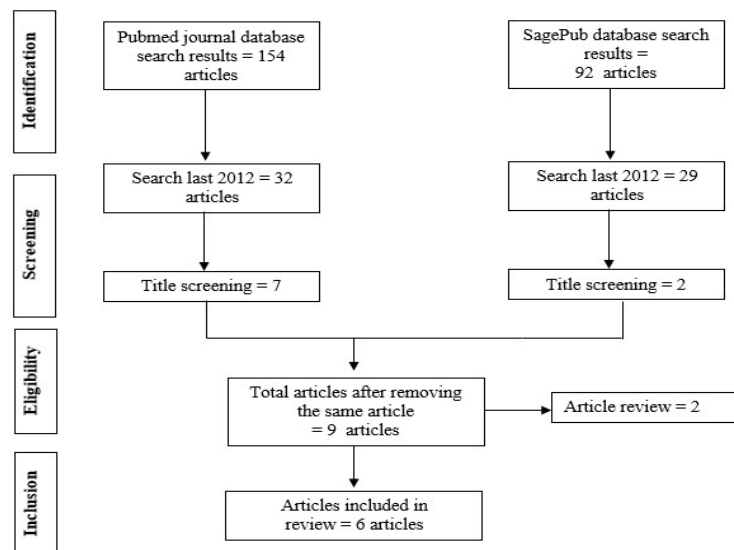 Identification
Pubmed journal database
search results = 154
articles
SagePub database search
results =
92 articles
Screening
Search last 2012 = 32
articles
Search last 2012 = 29
articles
Title screening = 7
Title screening = 2
Eligibility
Total articles after removing
the same article
= 9 articles
Article review = 2
Inclusion
Articles included in
review = 6 articles